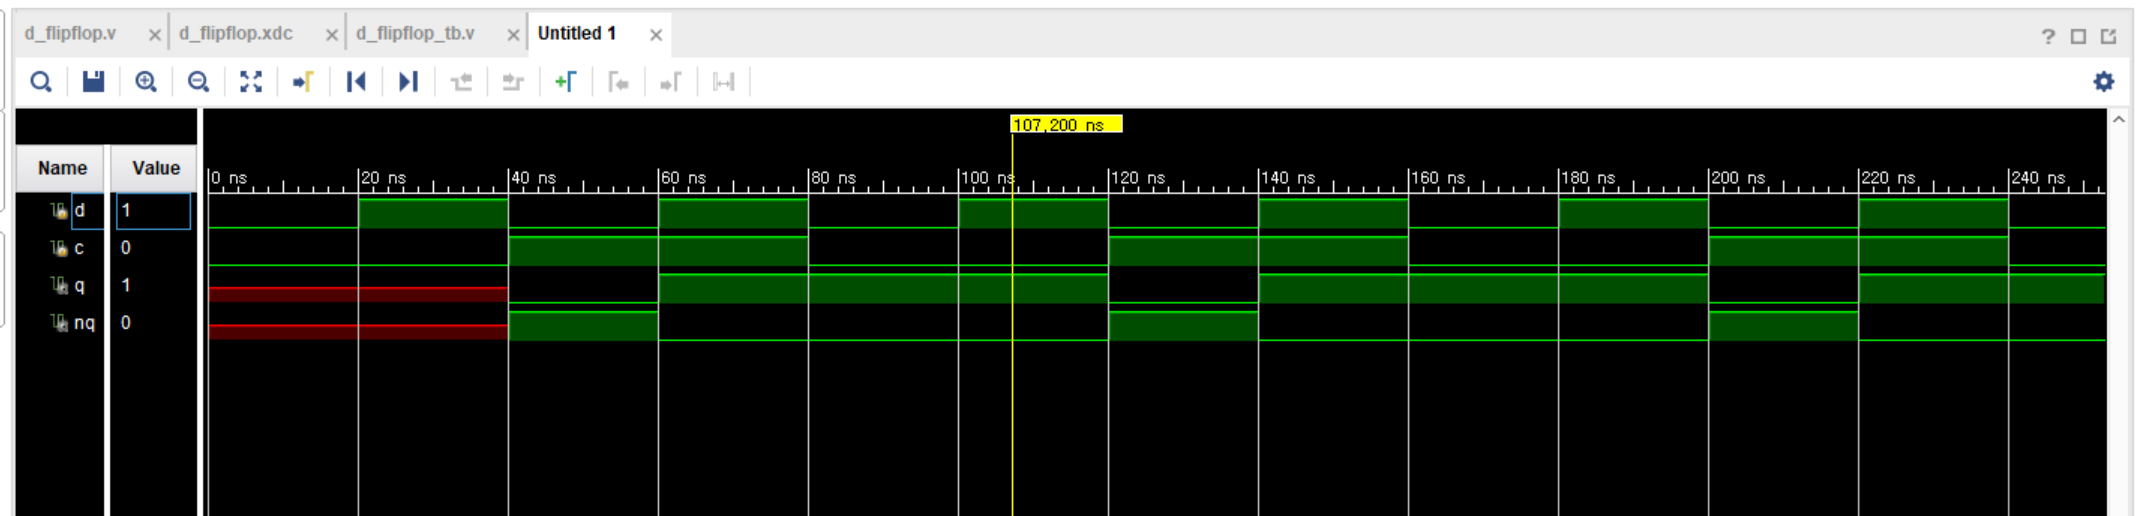 d_flipflop.v × d_flipflop.xdc × d_flipflop_tb.v × Untitled 1 ×
?
107.200 ns
Name Value
0 ns 20 ns 40 ns 60 ns 80 ns 100 ns 120 ns 140 ns 160 ns 180 ns 200 ns 220 ns 240 ns
d 1
c 0
q 1
nq 0